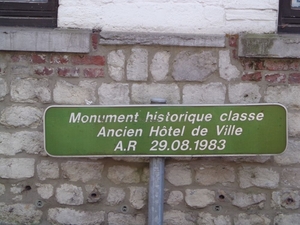 Monument historique classe
Ancien Hôtel de Ville
A.R 29.08.1983